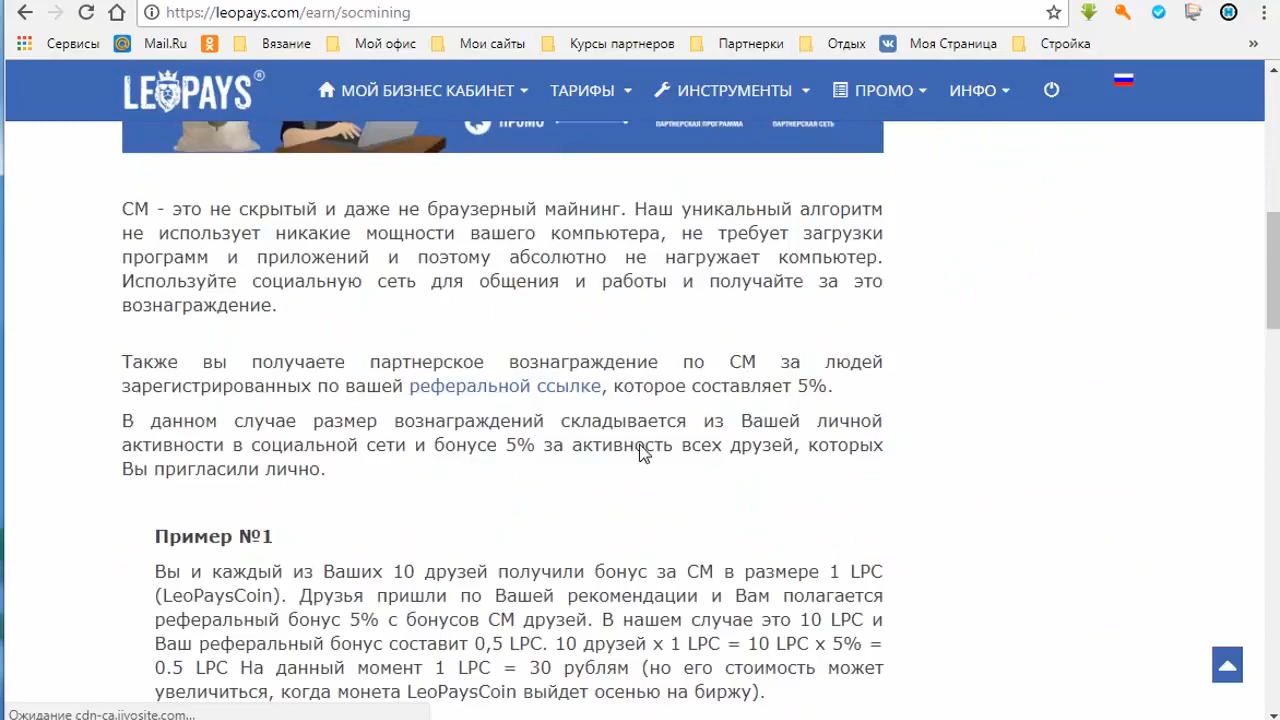 https://leopays.com/earn/socmining
Сервисы Mail.Ru Вязание Мой офис Мои сайты Курсы партнеров Партнерки Отдых Моя Страница Стройка »
LEOPAYS® МОЙ БИЗНЕС КАБИНЕТ ТАРИФЫ ИНСТРУМЕНТЫ ПРОМО ИНФО
ПРОМО ПАРТНЕРСКАЯ ПРОГРАММА ПАРТНЕРСКАЯ СЕТЬ
СМ - это не скрытый и даже не браузерный майнинг. Наш уникальный алгоритм
не использует никакие мощности вашего компьютера, не требует загрузки
программ и приложений и поэтому абсолютно не нагружает компьютер.
Используйте социальную сеть для общения и работы и получайте за это
вознаграждение.
Также вы получаете партнерское вознаграждение по СМ за людей
зарегистрированных по вашей реферальной ссылке, которое составляет 5%.
В данном случае размер вознаграждений складывается из Вашей личной
активности в социальной сети и бонусе 5% за активность всех друзей, которых
Вы пригласили лично.
Пример №1
Вы и каждый из Ваших 10 друзей получили бонус за СМ в размере 1 LPC
(LeoPaysCoin). Друзья пришли по Вашей рекомендации и Вам полагается
реферальный бонус 5% с бонусов СМ друзей. В нашем случае это 10 LPC и
Ваш реферальный бонус составит 0,5 LPC. 10 друзей x 1 LPC = 10 LPC x 5% =
0.5 LPC На данный момент 1 LPC = 30 рублям (но его стоимость может
увеличиться, когда монета LeoPaysCoin выйдет осенью на биржу).
Ожидание cdn-ca.jivosite.com...